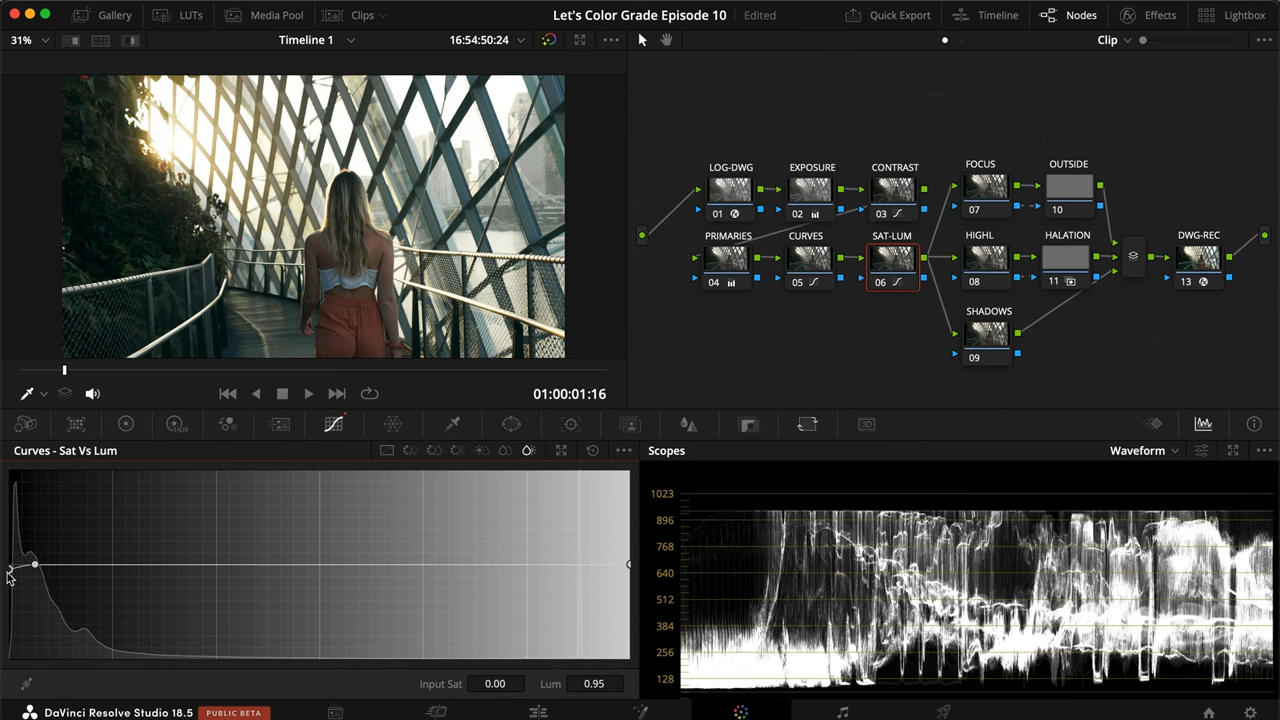 Gallery LUTs Media Pool Clips Let's Color Grade Episode 10 Edited Quick Export Timeline Nodes Effects Lightbox
31% Timeline 1 16:54:50:24 Clip
LOG-DWG EXPOSURE CONTRAST FOCUS OUTSIDE
01 02 03 07 10
PRIMARIES CURVES SAT-LUM HIGHL HALATION DWG-REC
04 05 06 08 11 13
SHADOWS
09
01:00:01:16
HDR 3D
Curves - Sat Vs Lum Scopes Waveform
1023
896
768
640
512
384
256
128
Input Sat 0.00 Lum 0.95
DaVinci Resolve Studio 18.5 PUBLIC BETA